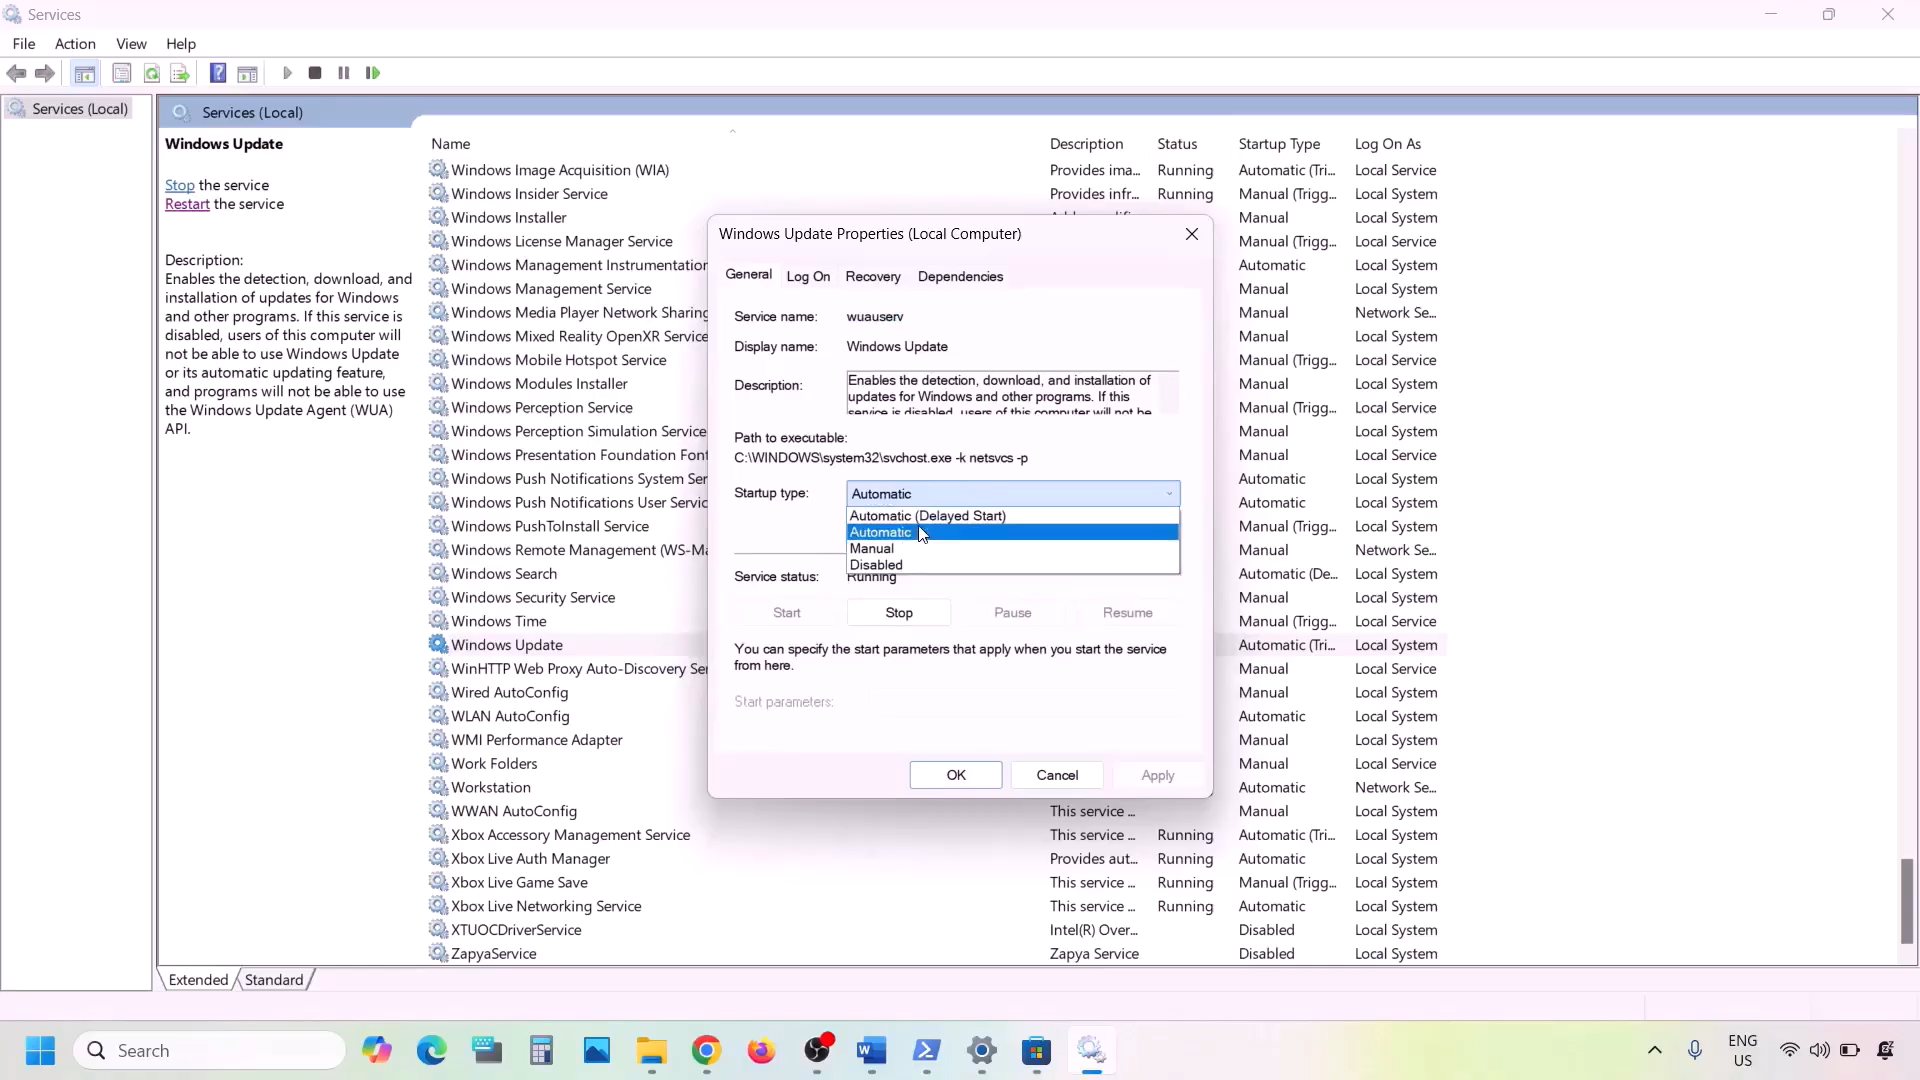 Services
File Action View Help
Services (Local)
Services (Local)
Windows Update
Stop the service
Restart the service
Description:
Enables the detection, download, and
installation of updates for Windows
and other programs. If this service is
disabled, users of this computer will
not be able to use Windows Update
or its automatic updating feature,
and programs will not be able to use
the Windows Update Agent (WUA)
API.
Name Description Status Startup Type Log On As
Windows Image Acquisition (WIA) Provides ima... Running Automatic (Tri... Local Service
Windows Insider Service Provides infr... Running Manual (Trigg... Local System
Windows Installer Manual Local System
Windows License Manager Service Manual (Trigg... Local Service
Windows Management Instrumentation Automatic Local System
Windows Management Service Manual Local System
Windows Media Player Network Sharing Manual Network Se...
Windows Mixed Reality OpenXR Service Manual Local System
Windows Mobile Hotspot Service Manual (Trigg... Local Service
Windows Modules Installer Manual Local System
Windows Perception Service Manual (Trigg... Local Service
Windows Perception Simulation Service Manual Local System
Windows Presentation Foundation Fon Manual Local Service
Windows Push Notifications System Ser Automatic Local System
Windows Push Notifications User Servic Automatic Local System
Windows PushToInstall Service Manual (Trigg... Local System
Windows Remote Management (WS-Ma Manual Network Se...
Windows Search Automatic (De... Local System
Windows Security Service Manual Local System
Windows Time Manual (Trigg... Local Service
Windows Update Automatic (Tri... Local System
WinHTTP Web Proxy Auto-Discovery Ser Manual Local Service
Wired AutoConfig Manual Local System
WLAN AutoConfig Automatic Local System
WMI Performance Adapter Manual Local System
Work Folders Manual Local Service
Workstation Automatic Network Se...
WWAN AutoConfig This service ... Manual Local System
Xbox Accessory Management Service This service ... Running Automatic (Tri... Local System
Xbox Live Auth Manager Provides aut... Running Automatic Local System
Xbox Live Game Save This service ... Running Manual (Trigg... Local System
Xbox Live Networking Service This service ... Running Automatic Local System
XTUOCDriverService Intel(R) Over... Disabled Local System
ZapyaService Zapya Service Disabled Local System
Windows Update Properties (Local Computer)
General Log On Recovery Dependencies
Service name: wuauserv
Display name: Windows Update
Description: Enables the detection, download, and installation of
updates for Windows and other programs. If this
service is disabled, users of this computer will not be
Path to executable:
C:\WINDOWS\system32\svchost.exe -k netsvcs -p
Startup type: Automatic
Automatic (Delayed Start)
Automatic
Manual
Disabled
Service status: Running
Start Stop Pause Resume
You can specify the start parameters that apply when you start the service
from here.
Start parameters:
OK Cancel Apply
Extended Standard
Search
ENG
US